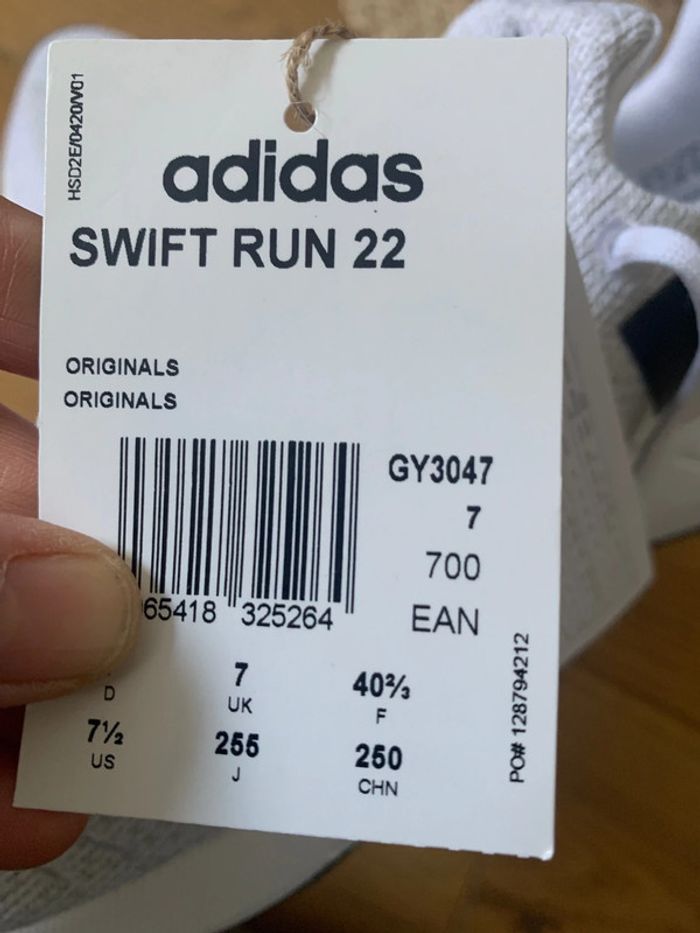 HSD2E/0420/V01
adidas
SWIFT RUN 22
ORIGINALS
ORIGINALS
GY3047
7
700
65418 325264
EAN
D
7
UK
40⅔
F
7½
US
255
J
250
CHN
PO# 128794212